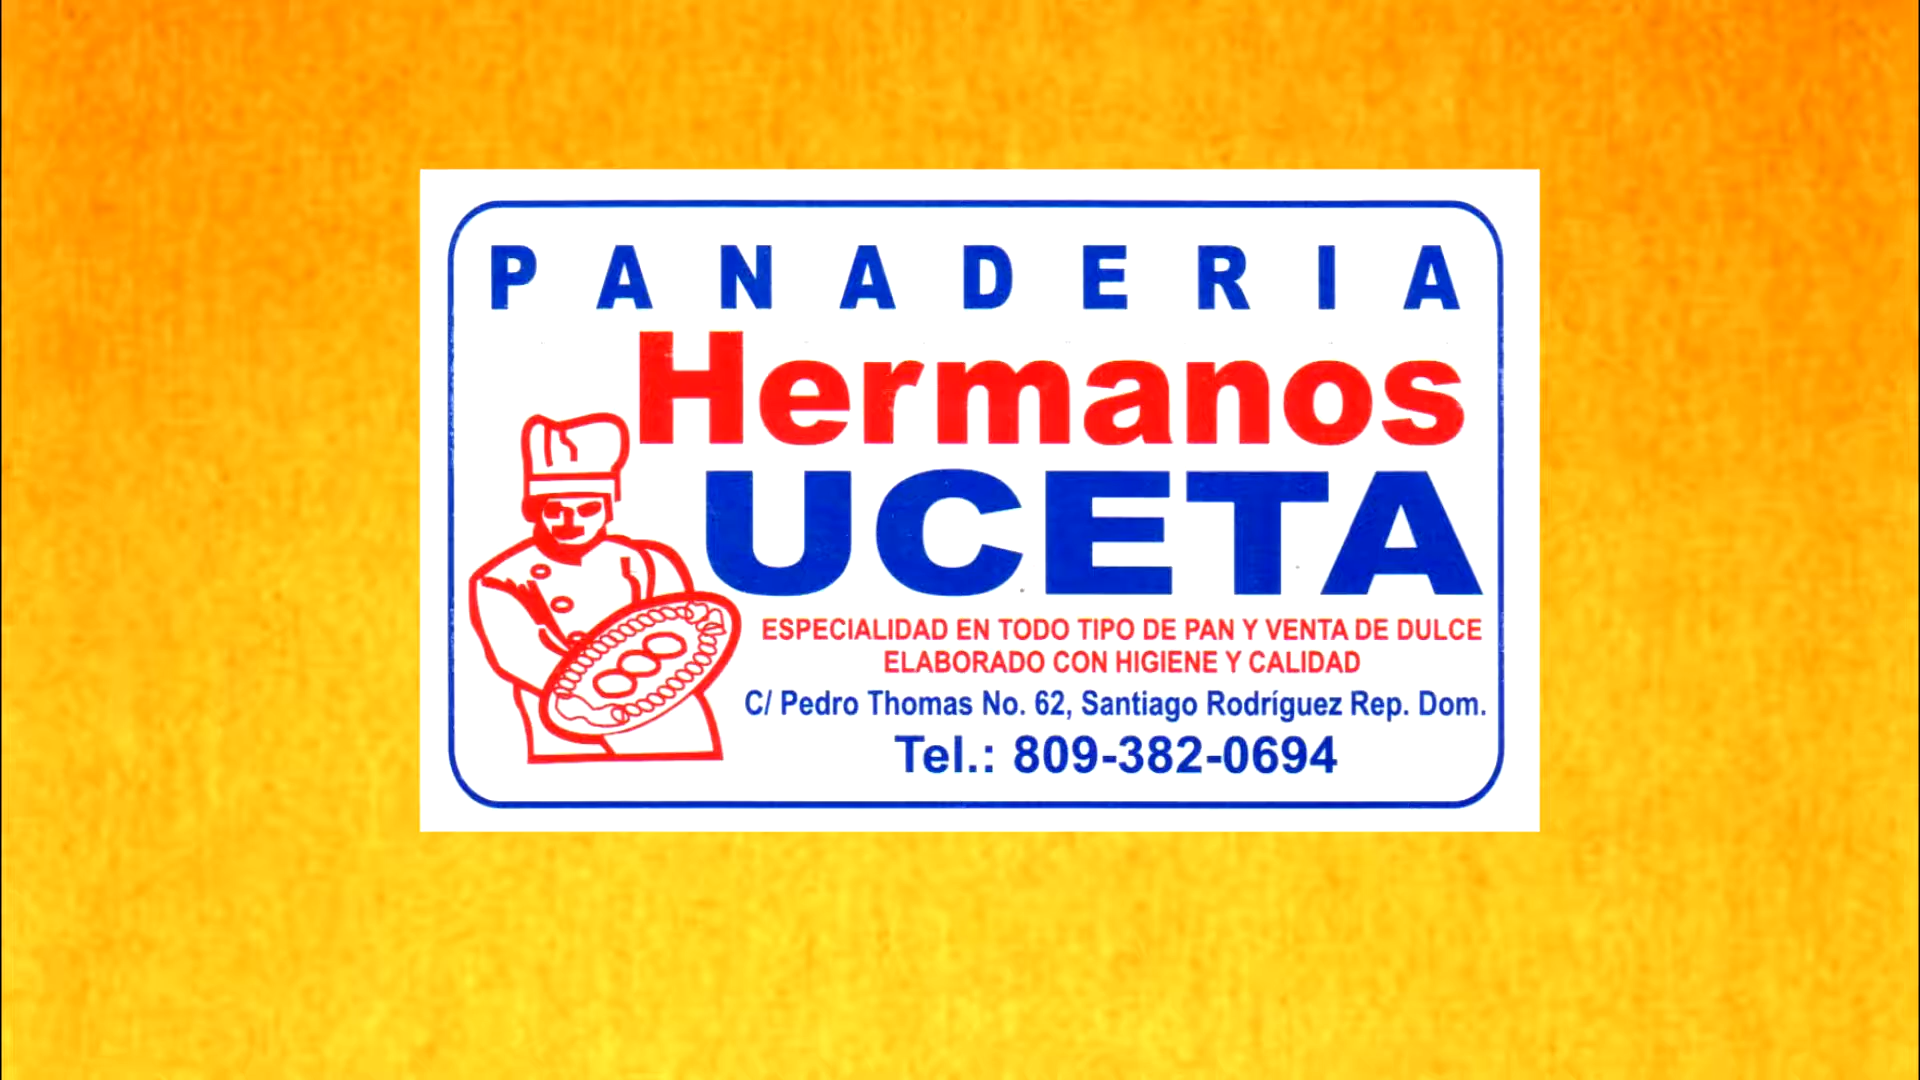 PANADERIA
Hermanos
UCETA
ESPECIALIDAD EN TODO TIPO DE PAN Y VENTA DE DULCE
ELABORADO CON HIGIENE Y CALIDAD
C/ Pedro Thomas No. 62, Santiago Rodríguez Rep. Dom.
Tel.: 809-382-0694